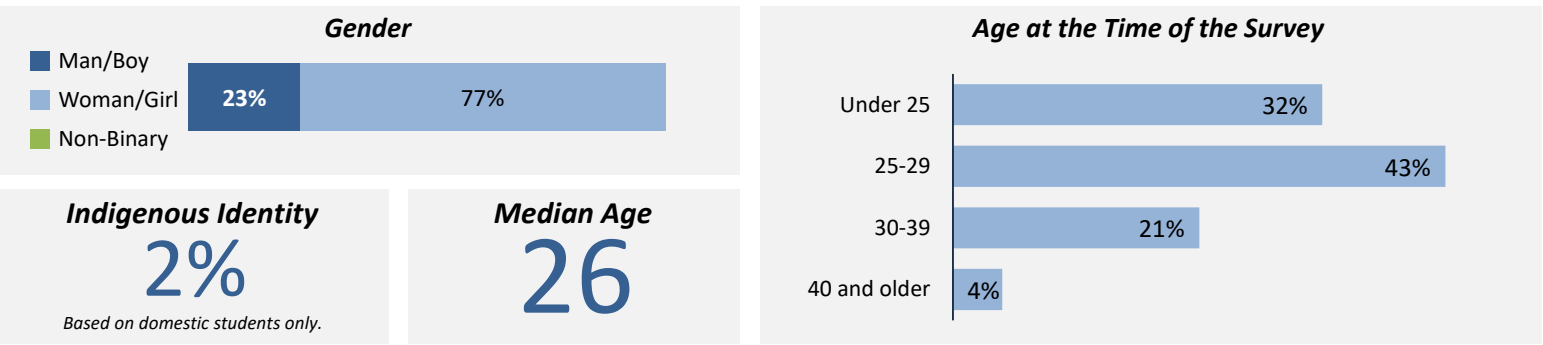 Gender
Man/Boy
Woman/Girl
Non-Binary
23%
77%
Indigenous Identity
2%
Based on domestic students only.
Median Age
26
Age at the Time of the Survey
Under 25
32%
25-29
43%
30-39
21%
40 and older
4%